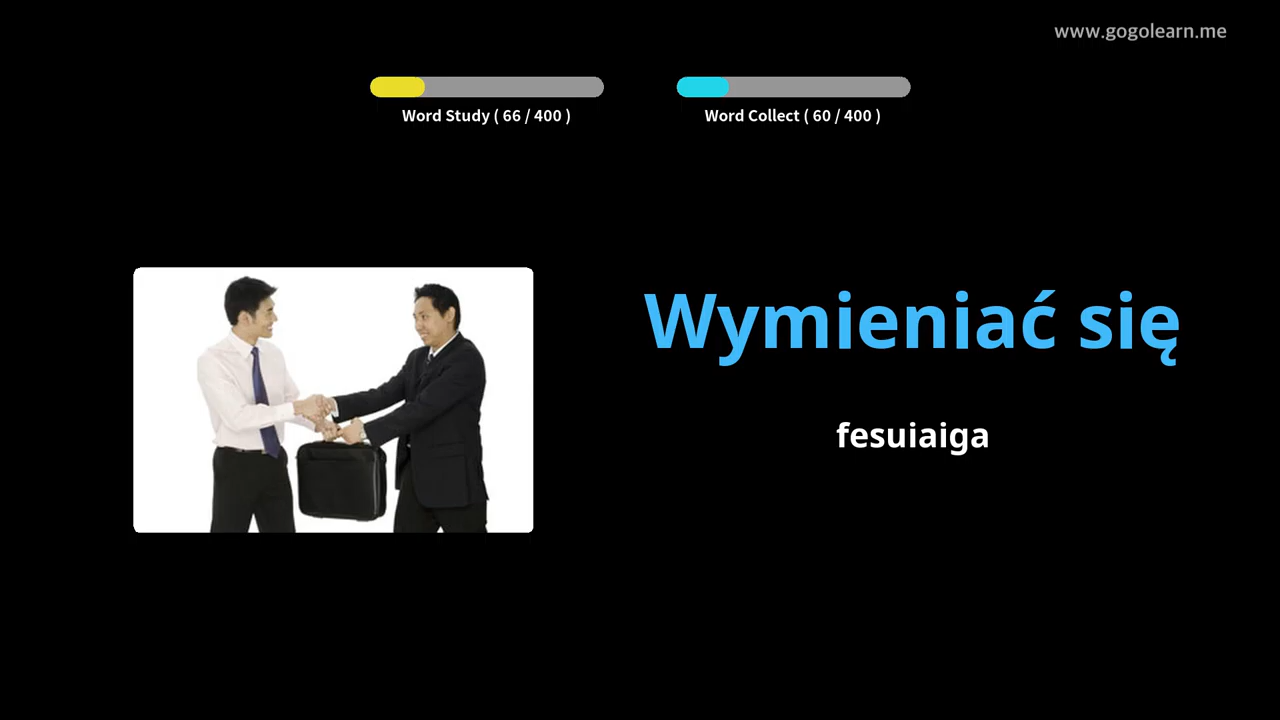 www.gogolearn.me
Word Study ( 66 / 400 )
Word Collect ( 60 / 400 )
Wymieniać się
fesuiaiga